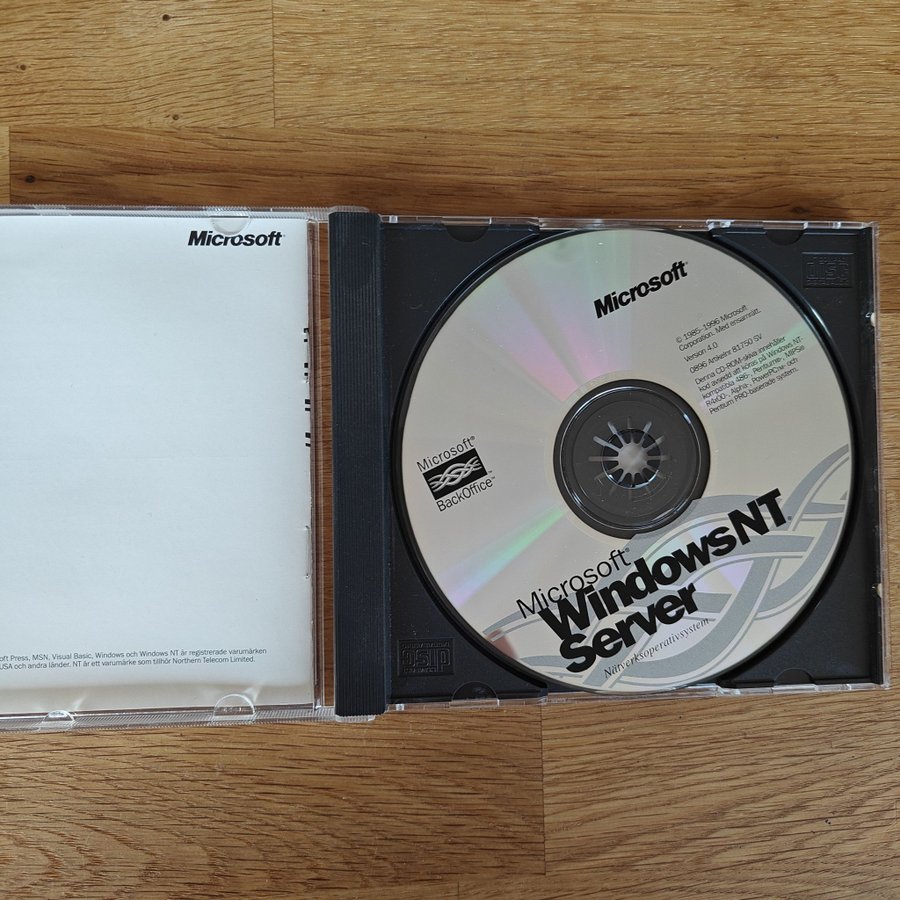 Microsoft®
oft Press, MSN, Visual Basic, Windows och Windows NT är registrerade varumärken
USA och andra länder. NT är ett varumärke som tillhör Northern Telecom Limited.
Microsoft®
© 1985-1996 Microsoft
Corporation. Med ensamrätt.
Version 4.0
0896 Artikelnr 81750 SV
Denna CD-ROM-skiva innehåller
kod avsedd att köras på Windows NT-
kompatibla 486-, Pentium®-, MIPS®
R4x00-, Alpha-, PowerPC™- och
Pentium PRO-baserade system.
Microsoft®
BackOffice™
Microsoft®
Windows NT®
Server
Nätverksoperativsystem